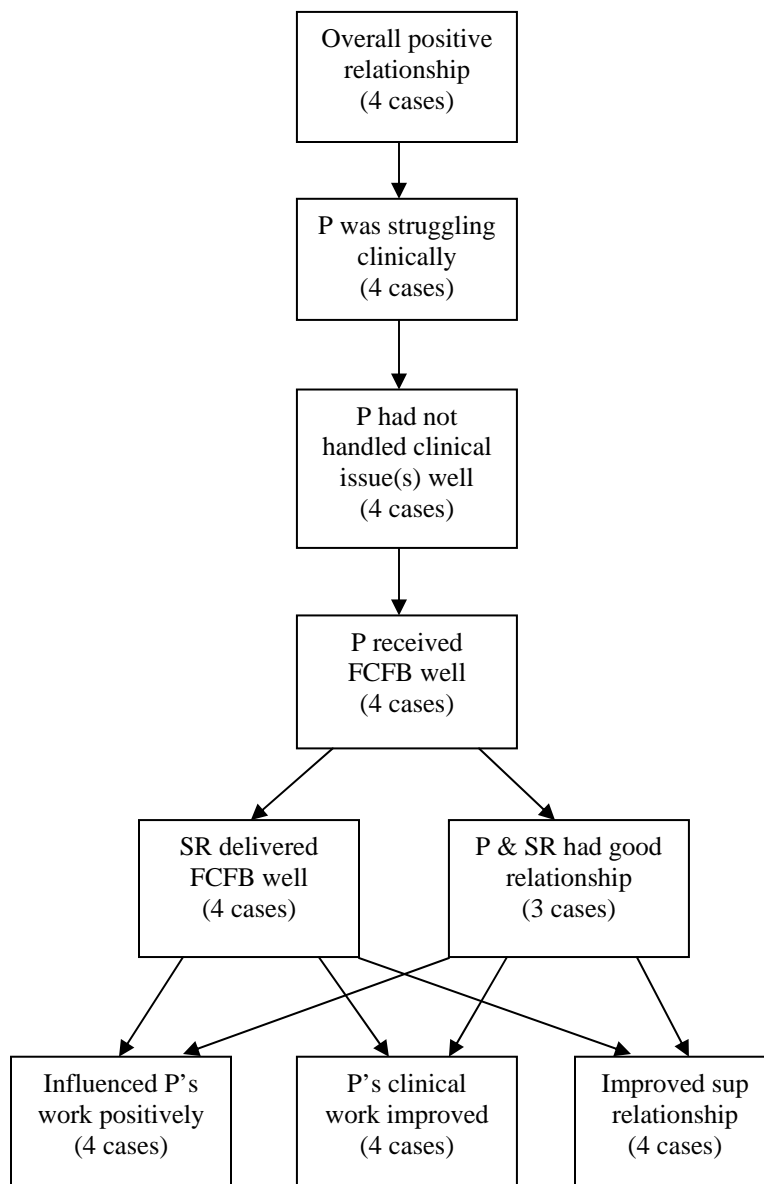 Overall positive
relationship
(4 cases)
P was struggling
clinically
(4 cases)
P had not
handled clinical
issue(s) well
(4 cases)
P received
FCFB well
(4 cases)
SR delivered
FCFB well
(4 cases)
P & SR had good
relationship
(3 cases)
Influenced P’s
work positively
(4 cases)
P’s clinical
work improved
(4 cases)
Improved sup
relationship
(4 cases)